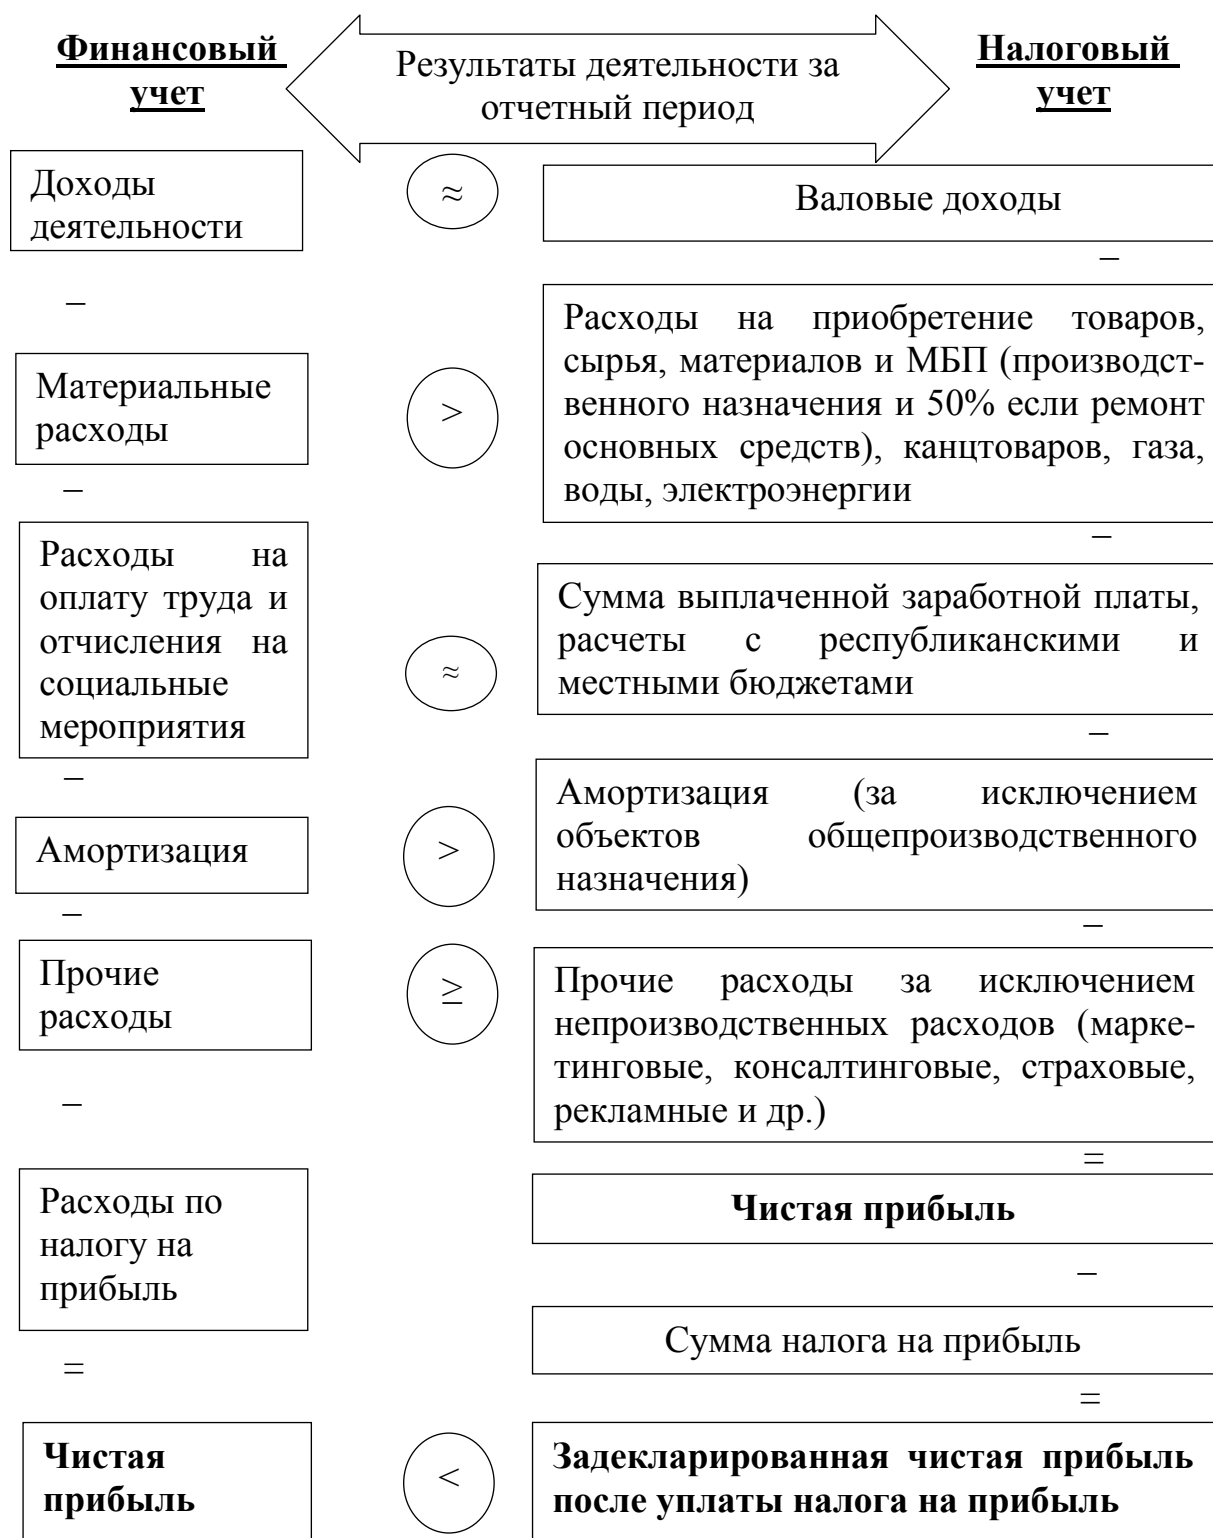 Финансовый
учет
Результаты деятельности за
отчетный период
Налоговый
учет
Доходы
деятельности
≈
Валовые доходы
–
–
Расходы на приобретение товаров,
сырья, материалов и МБП (производст-
венного назначения и 50% если ремонт
основных средств), канцтоваров, газа,
воды, электроэнергии
Материальные
расходы
>
–
–
Расходы на
оплату труда и
отчисления на
социальные
мероприятия
≈
Сумма выплаченной заработной платы,
расчеты с республиканскими и
местными бюджетами
–
–
Амортизация
>
Амортизация (за исключением
объектов общепроизводственного
назначения)
–
–
Прочие
расходы
≥
Прочие расходы за исключением
непроизводственных расходов (марке-
тинговые, консалтинговые, страховые,
рекламные и др.)
–
=
Расходы по
налогу на
прибыль
Чистая прибыль
–
Сумма налога на прибыль
=
=
Чистая
прибыль
<
Задекларированная чистая прибыль
после уплаты налога на прибыль